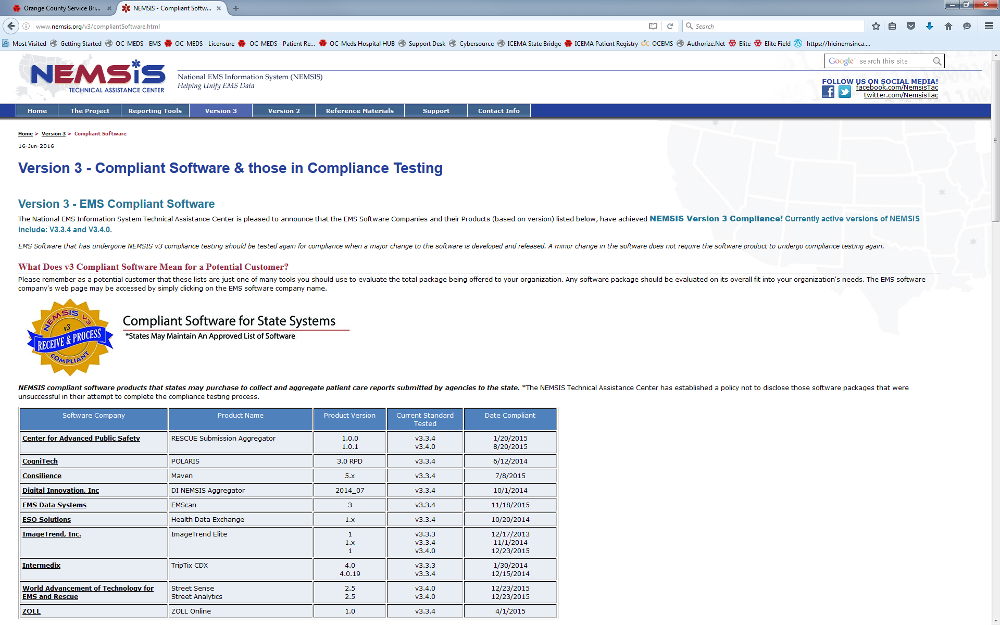 Orange County Service Bri...
NEMSIS - Compliant Softw...
www.nemsis.org/v3/compliantSoftware.html
Search
Most Visited Getting Started OC-MEDS - EMS OC-MEDS - Licensure OC-MEDS - Patient Re... OC-Meds Hospital HUB Support Desk Cybersource ICEMA State Bridge ICEMA Patient Registry OCEMS Authorize.Net Elite Elite Field https://hieinemsinca....
NEMSIS
TECHNICAL ASSISTANCE CENTER
National EMS Information System (NEMSIS)
Helping Unify EMS Data
Google search this site
FOLLOW US ON SOCIAL MEDIA!
facebook.com/NemsisTac
twitter.com/NemsisTac
Home The Project Reporting Tools Version 3 Version 2 Reference Materials Support Contact Info
Home > Version 3 > Compliant Software
16-Jun-2016
Version 3 - Compliant Software & those in Compliance Testing
Version 3 - EMS Compliant Software
The National EMS Information System Technical Assistance Center is pleased to announce that the EMS Software Companies and their Products (based on version) listed below, have achieved NEMSIS Version 3 Compliance! Currently active versions of NEMSIS
include: V3.3.4 and V3.4.0.
EMS Software that has undergone NEMSIS v3 compliance testing should be tested again for compliance when a major change to the software is developed and released. A minor change in the software does not require the software product to undergo compliance testing again.
What Does v3 Compliant Software Mean for a Potential Customer?
Please remember as a potential customer that these lists are just one of many tools you should use to evaluate the total package being offered to your organization. Any software package should be evaluated on its overall fit into your organization's needs. The EMS software
company's web page may be accessed by simply clicking on the EMS software company name.
NEMSIS V3
v3
RECEIVE & PROCESS
COMPLIANT
Compliant Software for State Systems
*States May Maintain An Approved List of Software
NEMSIS compliant software products that states may purchase to collect and aggregate patient care reports submitted by agencies to the state. *The NEMSIS Technical Assistance Center has established a policy not to disclose those software packages that were
unsuccessful in their attempt to complete the compliance testing process.
Software Company Product Name Product Version Current Standard Date Compliant
Tested
Center for Advanced Public Safety RESCUE Submission Aggregator 1.0.0 v3.3.4 1/20/2015
1.0.1 v3.4.0 8/20/2015
CogniTech POLARIS 3.0 RPD v3.3.4 6/12/2014
Consilience Maven 5.x v3.3.4 7/8/2015
Digital Innovation, Inc DI NEMSIS Aggregator 2014_07 v3.3.4 10/1/2014
EMS Data Systems EMScan 3 v3.3.4 11/18/2015
ESO Solutions Health Data Exchange 1.x v3.3.4 10/20/2014
ImageTrend, Inc. ImageTrend Elite 1 v3.3.3 12/17/2013
1.x v3.3.4 11/1/2014
1 v3.4.0 12/23/2015
Intermedix TripTix CDX 4.0 v3.3.3 1/30/2014
4.0.19 v3.3.4 12/15/2014
World Advancement of Technology for Street Sense 2.5 v3.4.0 12/23/2015
EMS and Rescue Street Analytics 2.5 v3.4.0 12/23/2015
ZOLL ZOLL Online 1.0 v3.3.4 4/1/2015